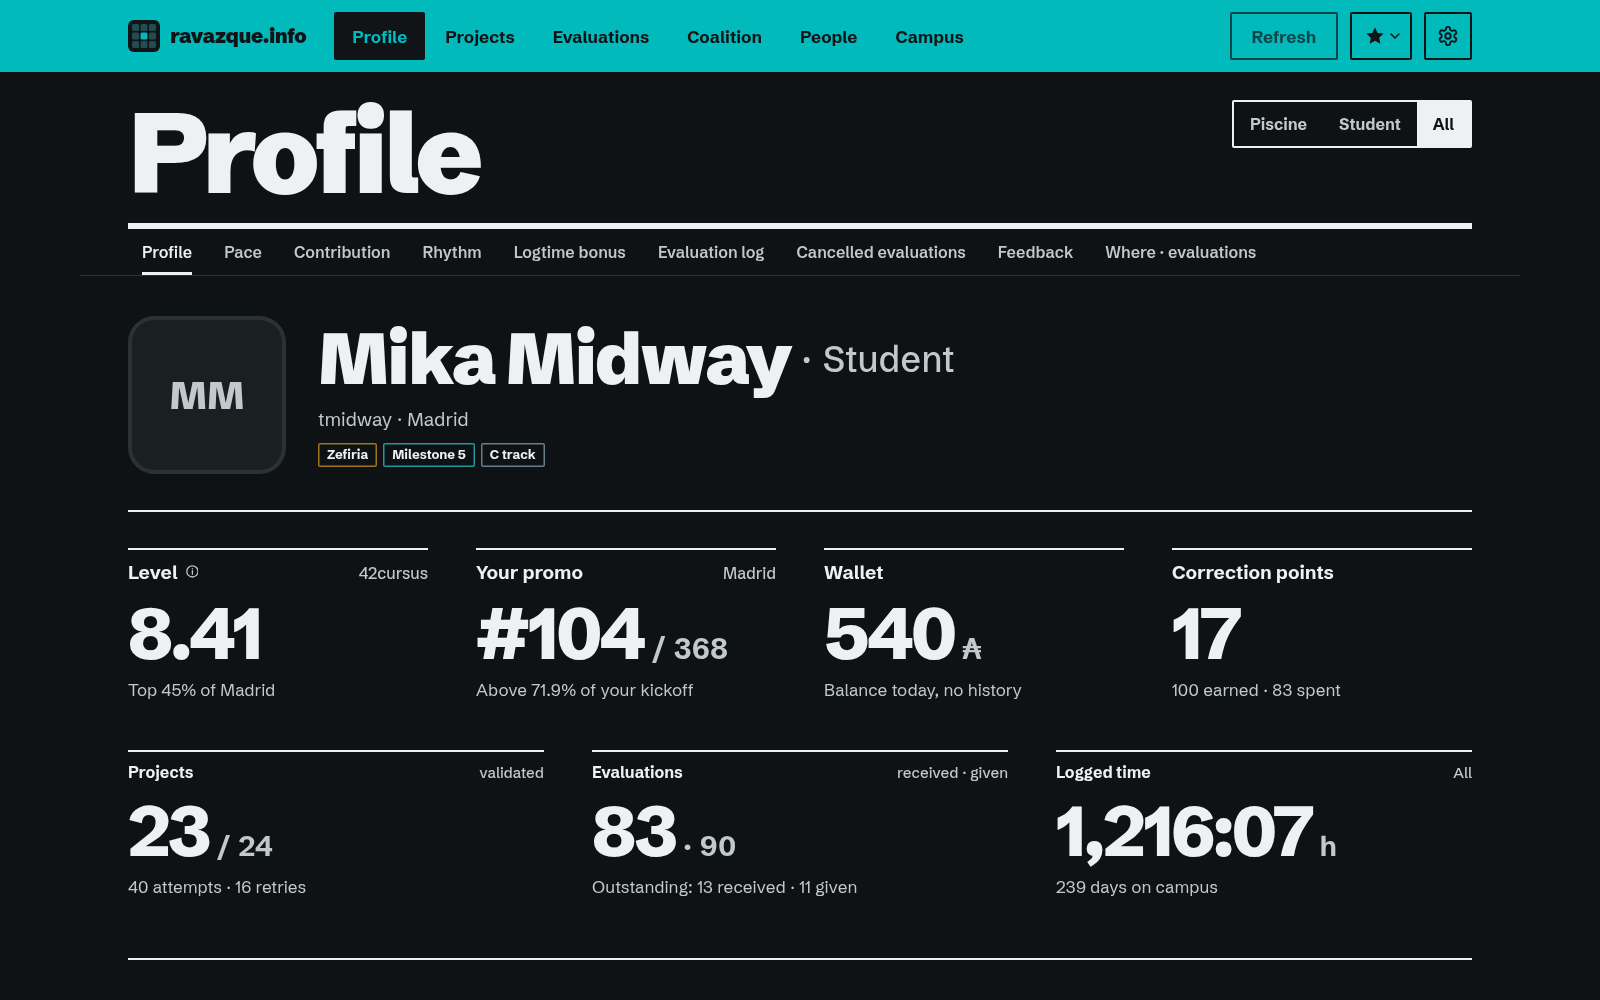 ravazque.info Profile Projects Evaluations Coalition People Campus Refresh
Profile
Piscine Student All
Profile Pace Contribution Rhythm Logtime bonus Evaluation log Cancelled evaluations Feedback Where · evaluations
MM
Mika Midway · Student
tmidway · Madrid
Zefiria Milestone 5 C track
Level 42cursus
8.41
Top 45% of Madrid
Your promo Madrid
#104 / 368
Above 71.9% of your kickoff
Wallet
540 ₳
Balance today, no history
Correction points
17
100 earned · 83 spent
Projects validated
23 / 24
40 attempts · 16 retries
Evaluations received · given
83 · 90
Outstanding: 13 received · 11 given
Logged time All
1,216:07 h
239 days on campus